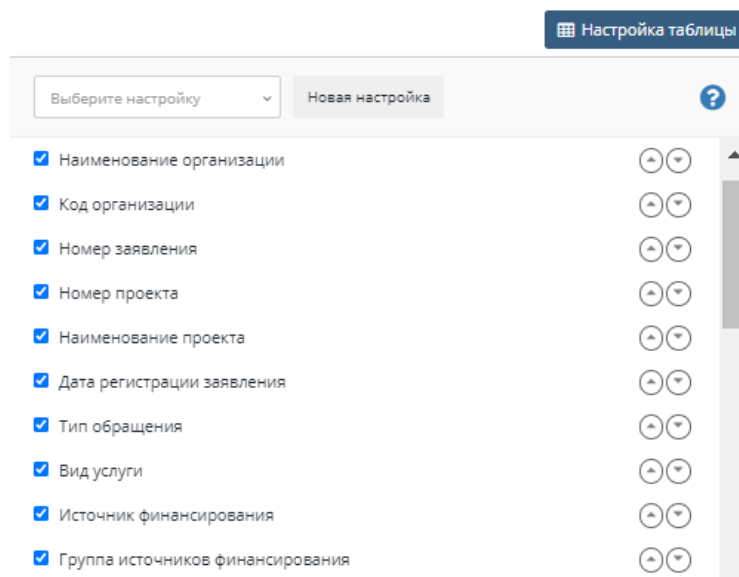 Настройка таблицы
Выберите настройку Новая настройка ?
Наименование организации
Код организации
Номер заявления
Номер проекта
Наименование проекта
Дата регистрации заявления
Тип обращения
Вид услуги
Источник финансирования
Группа источников финансирования